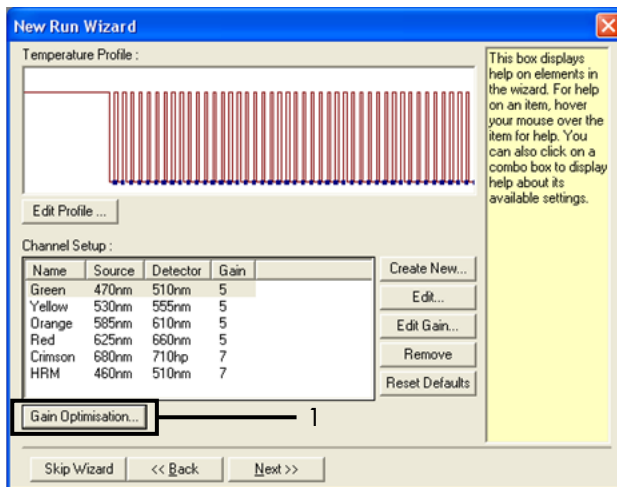 New Run Wizard
Temperature Profile :
Edit Profile ...
Channel Setup :
Name Source Detector Gain
Green 470nm 510nm 5
Yellow 530nm 555nm 5
Orange 585nm 610nm 5
Red 625nm 660nm 5
Crimson 680nm 710hp 7
HRM 460nm 510nm 7
Create New...
Edit...
Edit Gain...
Remove
Reset Defaults
Gain Optimisation...
1
Skip Wizard
<< Back
Next >>
This box displays
help on elements in
the wizard. For help
on an item, hover
your mouse over the
item for help. You
can also click on a
combo box to display
help about its
available settings.